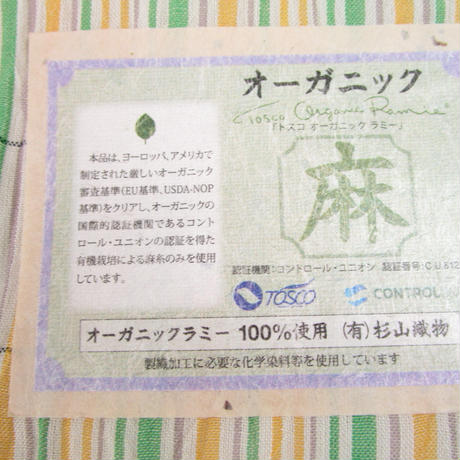 オーガニック
Tosco Organic Ramie
「トスコ オーガニック ラミー」
麻
本品は、ヨーロッパ、アメリカで
制定された厳しいオーガニック
審査基準(EU基準、USDA-NOP
基準)をクリアし、オーガニックの
国際的認証機関であるコント
ロール・ユニオンの認証を得た
有機栽培による麻糸のみを使用
しています。
認証機関:コントロール・ユニオン 認証番号:C.U.812
TOSCO
CONTROL
オーガニックラミー 100%使用 (有)杉山織物
製織加工に必要な化学染料等を使用しています